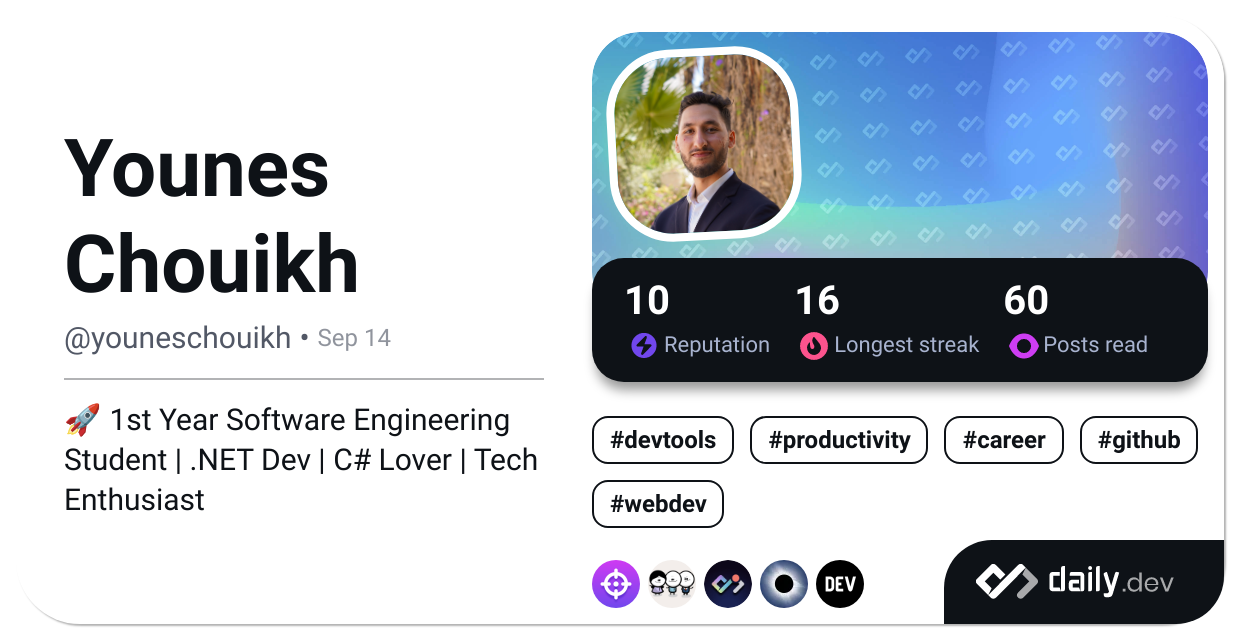 Younes
Chouikh
@youneschouikh • Sep 14
🚀 1st Year Software Engineering
Student | .NET Dev | C# Lover | Tech
Enthusiast
10 16 60
Reputation Longest streak Posts read
#devtools #productivity #career #github
#webdev
DEV
daily.dev